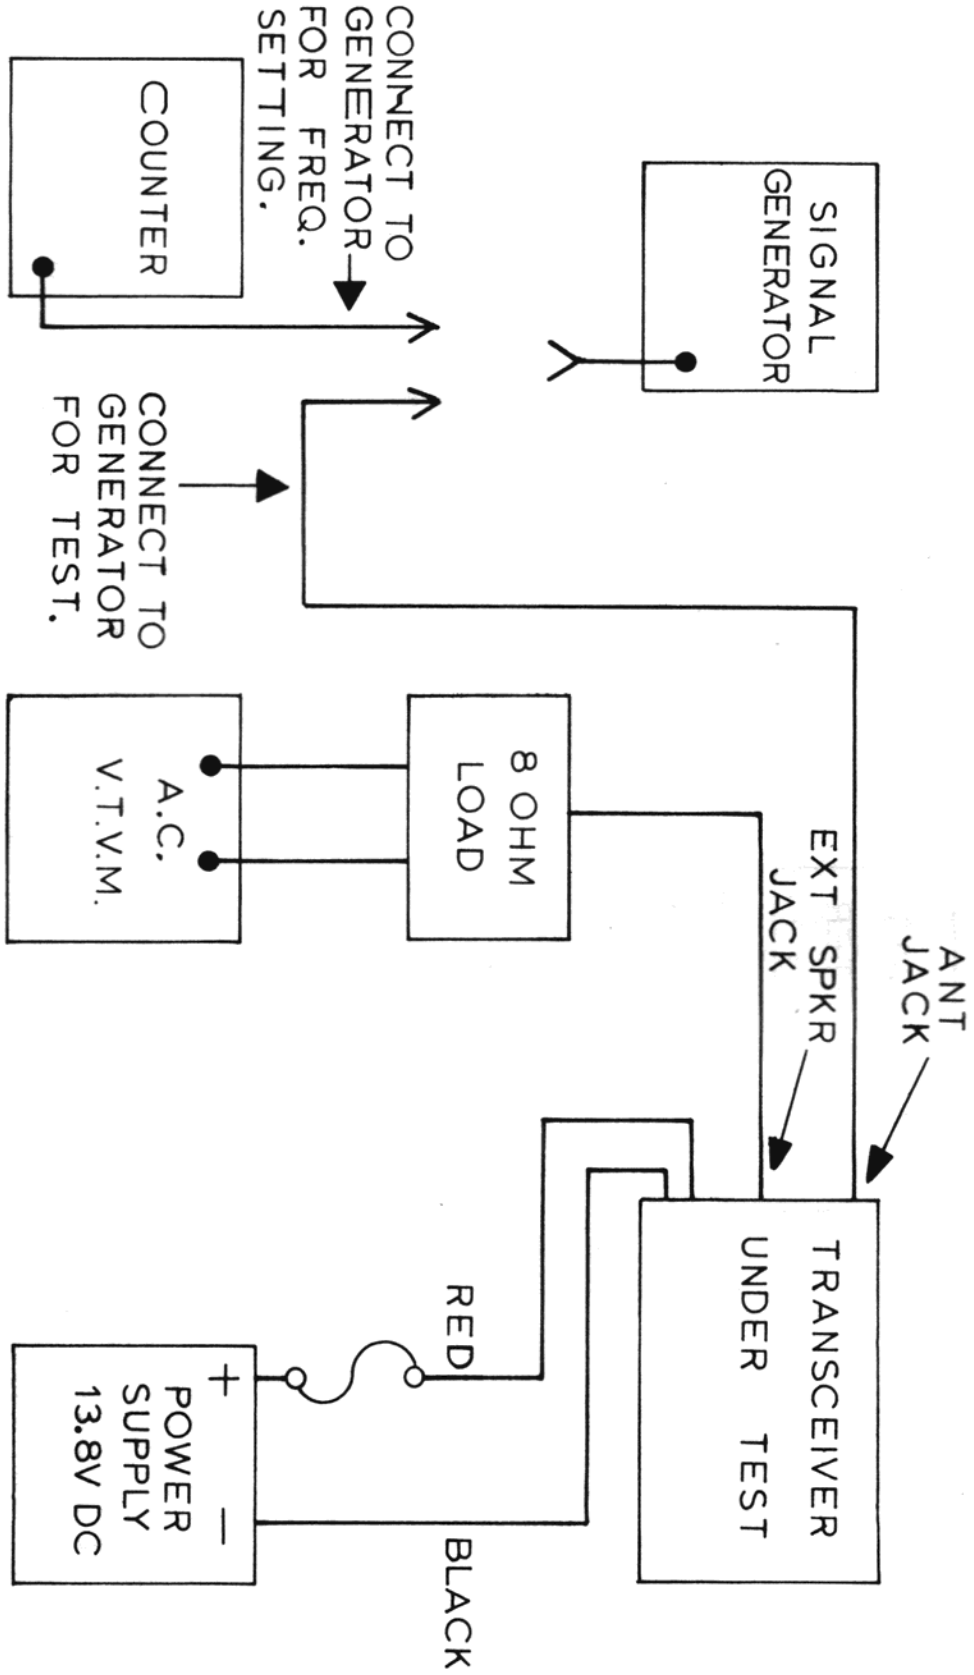 ANT
JACK
SIGNAL
GENERATOR
EXT SPKR
JACK
TRANSCEIVER
UNDER TEST
CONNECT TO
GENERATOR
FOR FREQ.
SETTING.
8 OHM
LOAD
RED
BLACK
COUNTER
CONNECT TO
GENERATOR
FOR TEST.
A.C.
V.T.V.M.
+ −
POWER
SUPPLY
13.8V DC